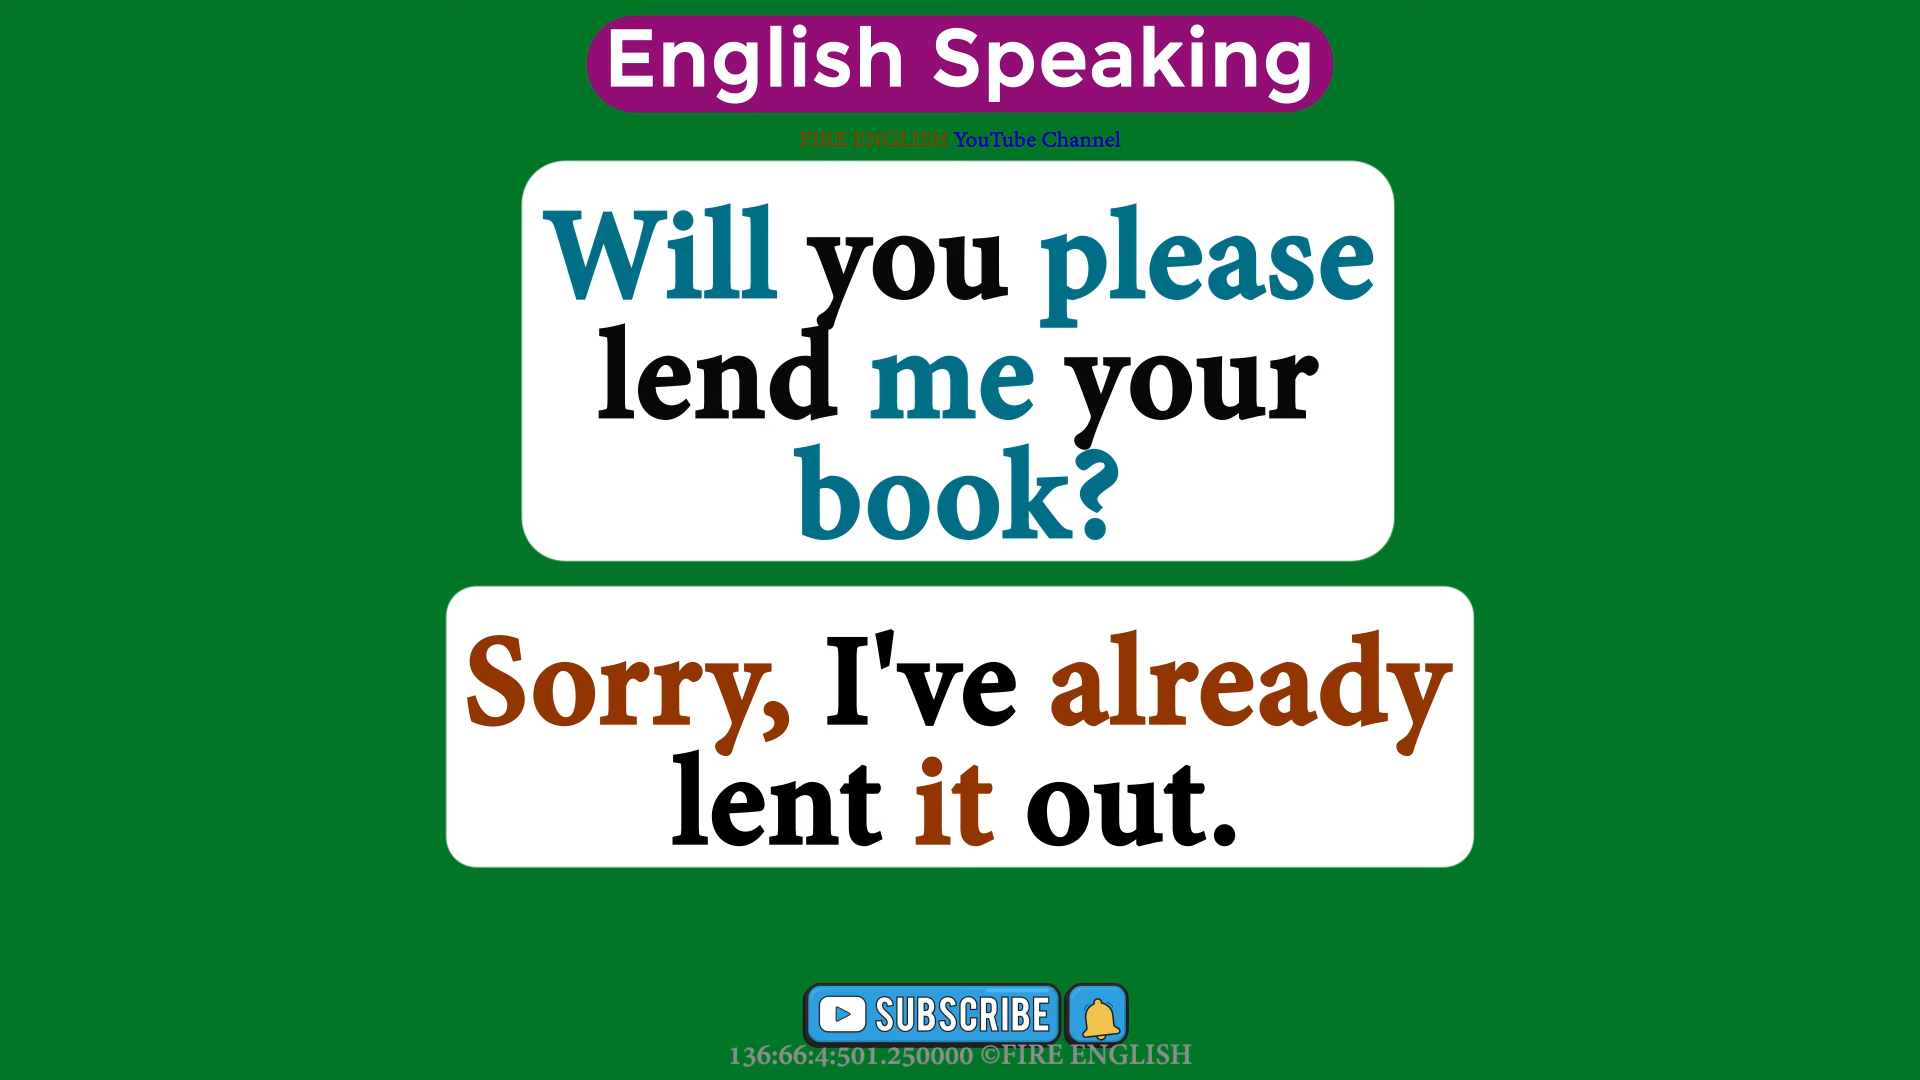 English Speaking
FIRE ENGLISH YouTube Channel
Will you please
lend me your
book?
Sorry, I've already
lent it out.
SUBSCRIBE
136:66:4:501.250000 ©FIRE ENGLISH